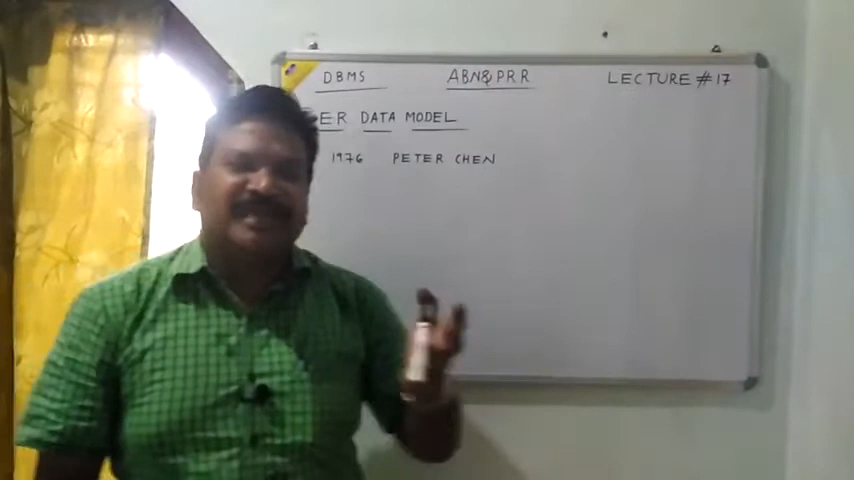 DBMS ABN&PRR LECTURE #17
ER DATA MODEL
1976 PETER CHEN